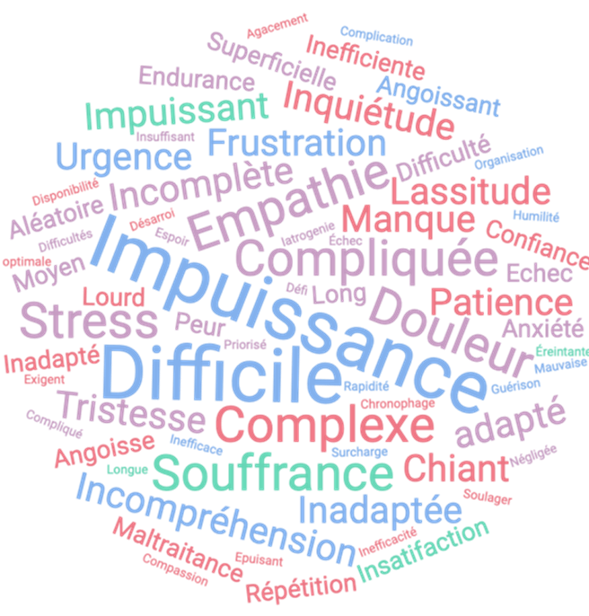 Agacement
Complication
Superficielle
Inefficiente
Endurance
Angoissant
Inquiétude
Impuissant
Insuffisant
Frustration
Difficulté
Urgence
Organisation
Incomplète
Empathie
Disponibilité
Lassitude
Aléatoire
Désarroi
Manque
Humilité
Difficultés
Espoir
Iatrogenie
Échec
Confiance
optimale
Moyen
Impuissance
Compliquée
Echec
Lourd
Défi
Long
Douleur
Patience
Stress
Peur
Anxiété
Priorisé
Inadapté
Éreintante
Mauvaise
Exigent
Difficile
Rapidité
Guérison
Tristesse
Chronophage
Compliqué
Complexe
adapté
Angoisse
Inefficace
Surcharge
Négligée
Longue
Souffrance
Chiant
Soulager
Incompréhension
Inadaptée
Maltraitance
Inefficacité
Insatifaction
Compassion
Epuisant
Répétition